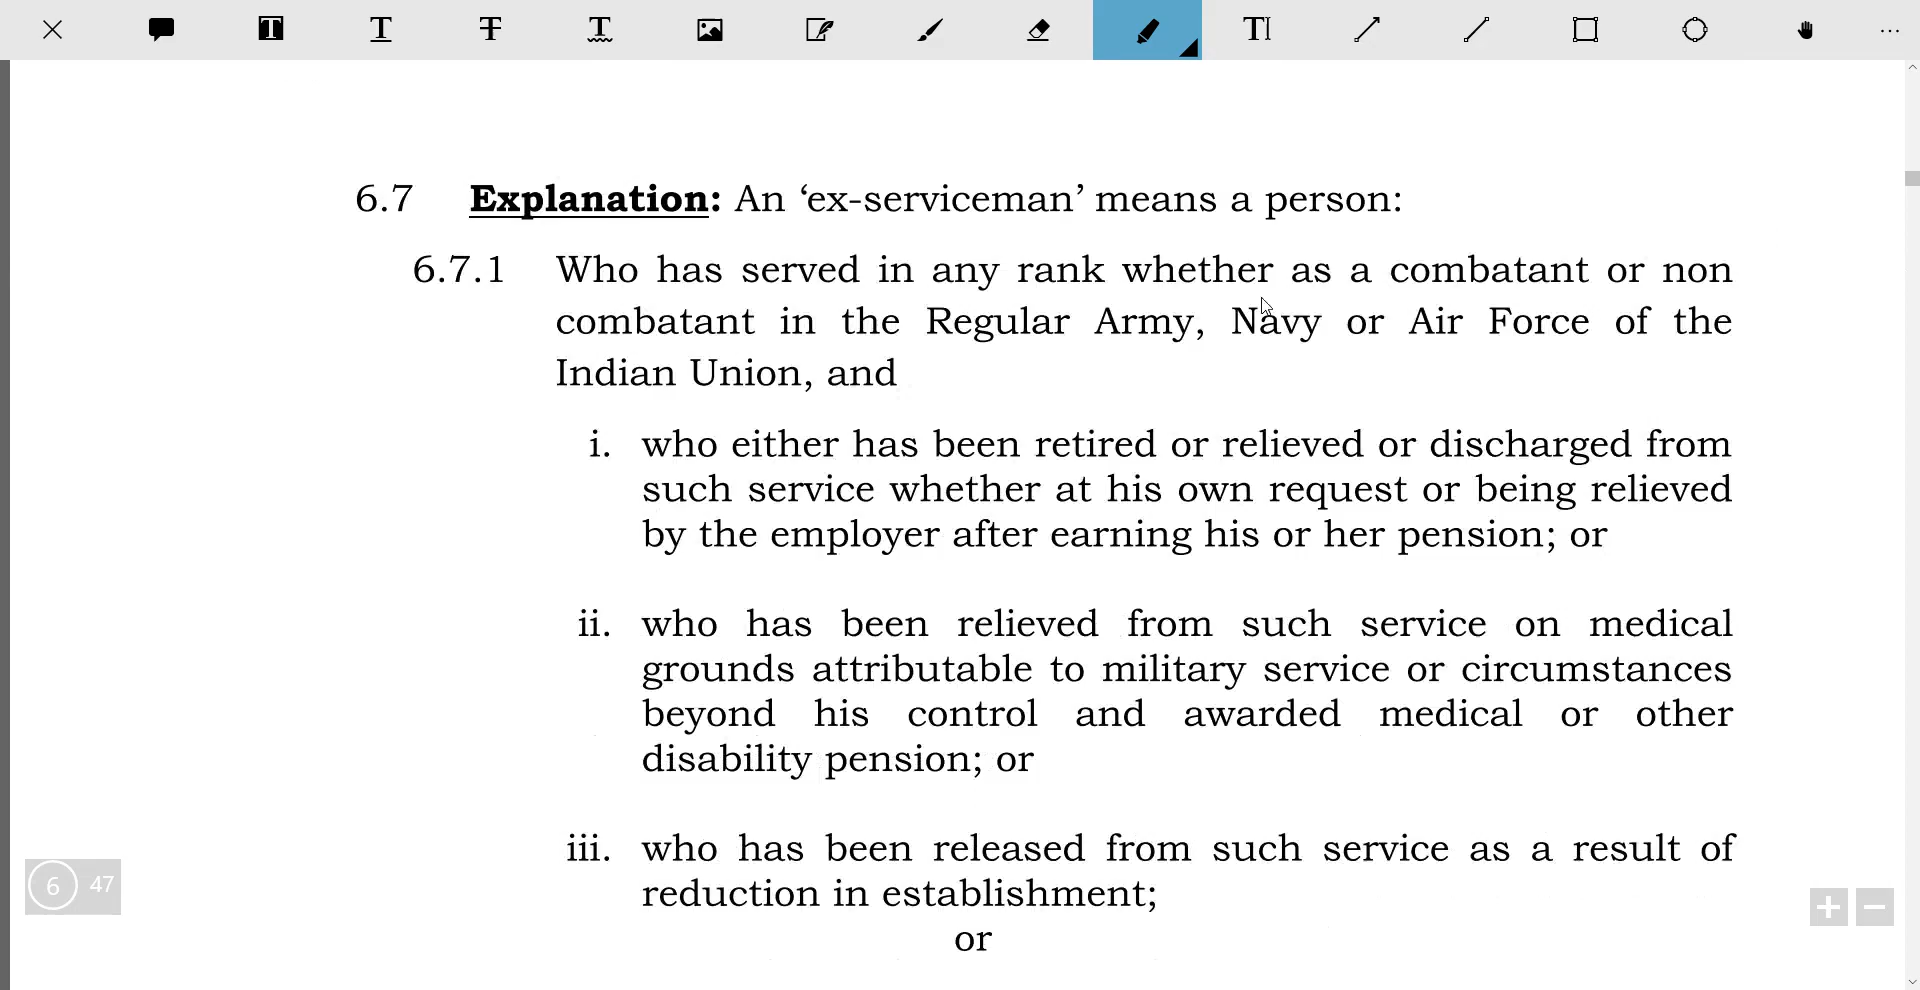 6.7 Explanation: An ‘ex-serviceman’ means a person:
6.7.1 Who has served in any rank whether as a combatant or non
combatant in the Regular Army, Navy or Air Force of the
Indian Union, and
i. who either has been retired or relieved or discharged from
such service whether at his own request or being relieved
by the employer after earning his or her pension; or
ii. who has been relieved from such service on medical
grounds attributable to military service or circumstances
beyond his control and awarded medical or other
disability pension; or
iii. who has been released from such service as a result of
reduction in establishment;
or
6 47